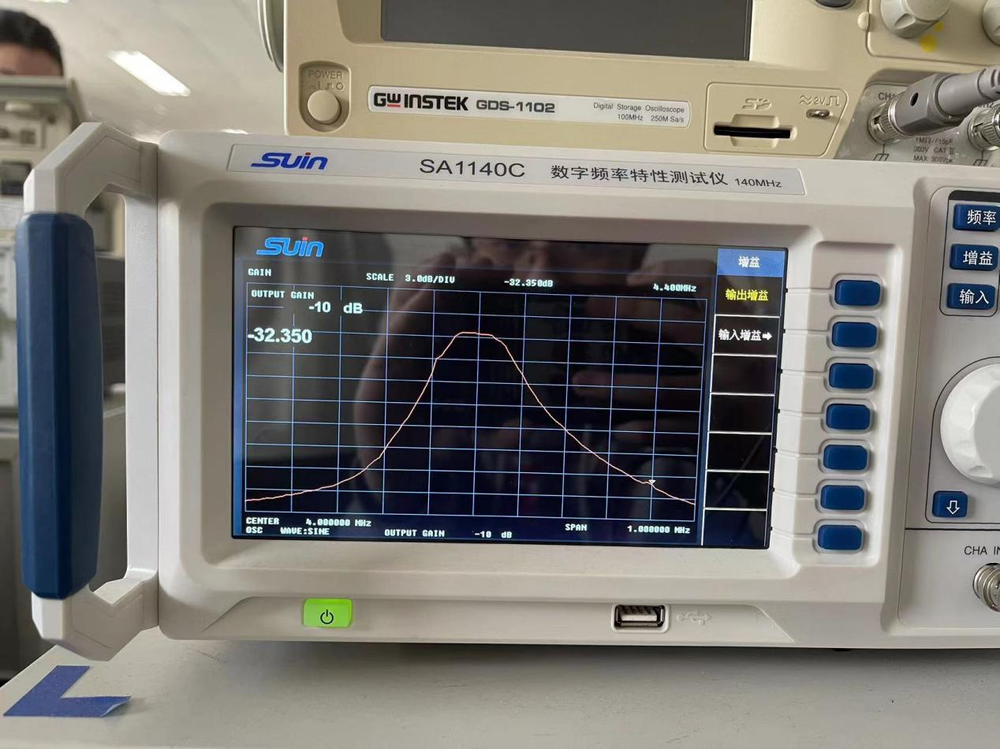 POWER
GW INSTEK GDS-1102
Digital Storage Oscilloscope
100MHz 250M Sa/s
SD
≈2V
CH1
1MΩ//15pF
300V CAT II
MAX. 300Vpk
SUIN SA1140C 数字频率特性测试仪 140MHz
SUIN
GAIN SCALE 3.0dB/DIV -32.350dB 4.400MHz
OUTPUT GAIN
-10 dB
-32.350
CENTER 4.000000 MHz SPAN 1.000000 MHz
OSC WAVE:SINE OUTPUT GAIN -10 dB
增益
输出增益
输入增益➡
频率
增益
输入
CHA IN